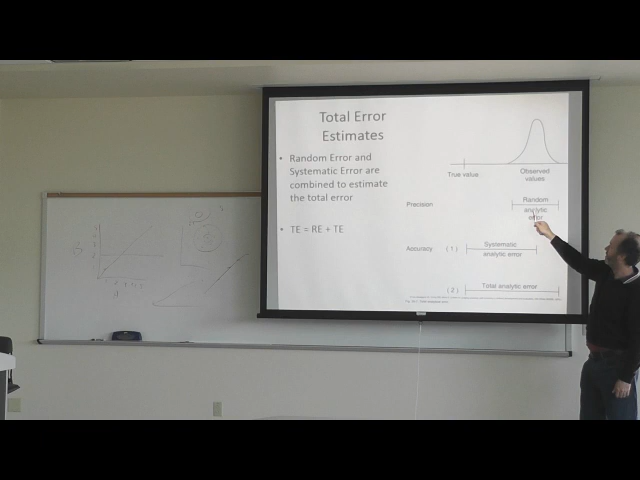 Total Error
Estimates
• Random Error and
Systematic Error are
combined to estimate
the total error
• TE = RE + TE
True value
Observed
values
Precision
Random
analytic
error
Accuracy (1) Systematic
analytic error
(2) Total analytic error